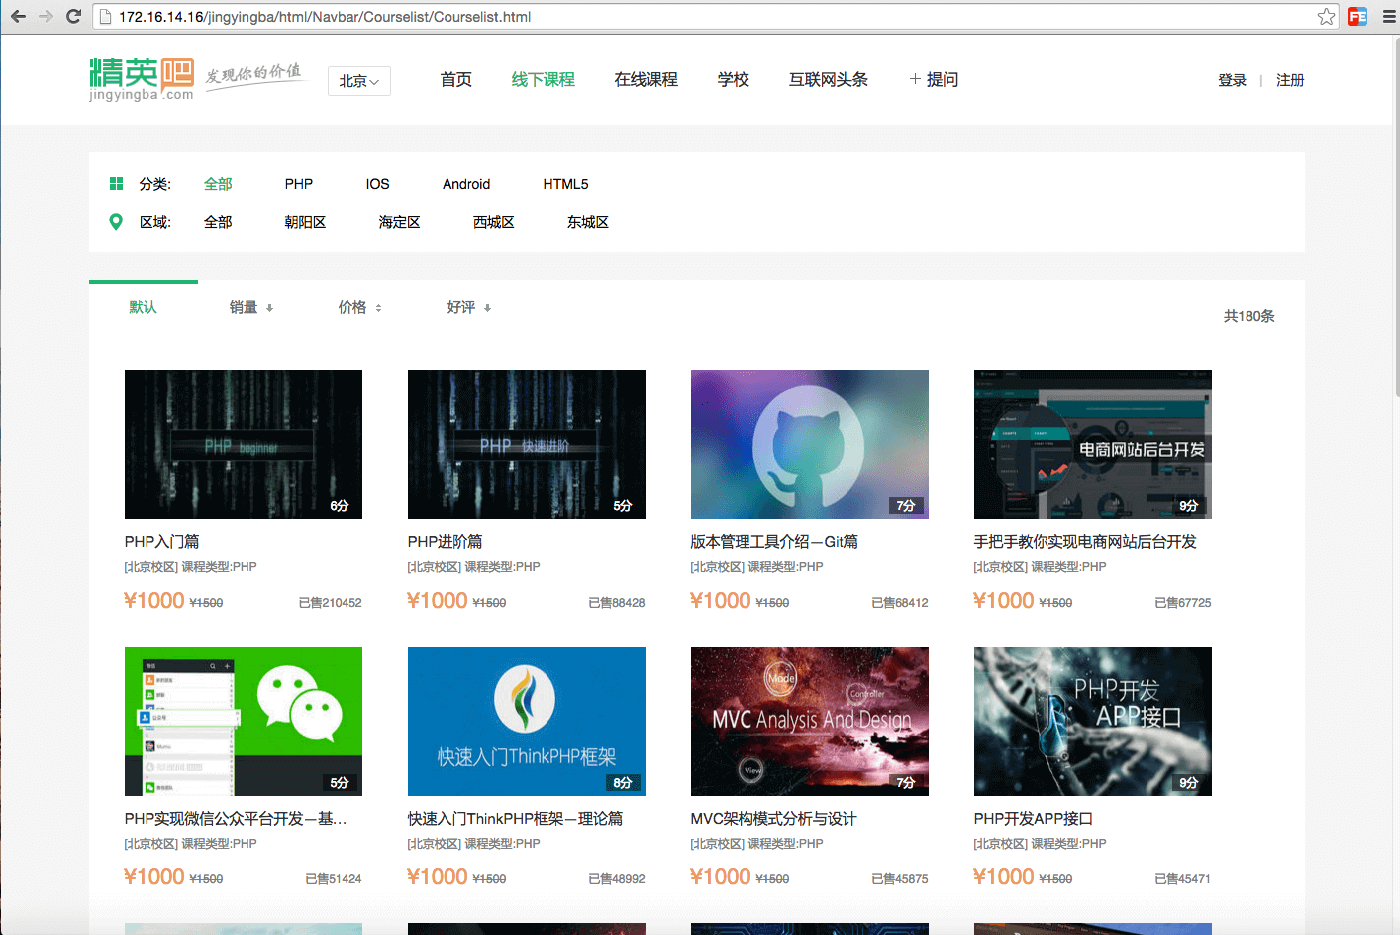 172.16.14.16/jingyingba/html/Navbar/Courselist/Courselist.html
精英吧 发现你的价值
jingyingba.com
北京 首页 线下课程 在线课程 学校 互联网头条 + 提问 登录 | 注册
分类: 全部 PHP IOS Android HTML5
区域: 全部 朝阳区 海定区 西城区 东城区
默认 销量 价格 好评 共180条
PHP beginner
6分
PHP 快速进阶
5分
7分
电商网站后台开发
9分
PHP入门篇 PHP进阶篇 版本管理工具介绍—Git篇 手把手教你实现电商网站后台开发
[北京校区] 课程类型:PHP [北京校区] 课程类型:PHP [北京校区] 课程类型:PHP [北京校区] 课程类型:PHP
¥1000 ¥1500 已售210452 ¥1000 ¥1500 已售88428 ¥1000 ¥1500 已售68412 ¥1000 ¥1500 已售67725
公众号
5分
快速入门ThinkPHP框架
8分
Model
Controller
MVC Analysis And Design
View
7分
PHP开发
APP接口
9分
PHP实现微信公众平台开发—基... 快速入门ThinkPHP框架—理论篇 MVC架构模式分析与设计 PHP开发APP接口
[北京校区] 课程类型:PHP [北京校区] 课程类型:PHP [北京校区] 课程类型:PHP [北京校区] 课程类型:PHP
¥1000 ¥1500 已售51424 ¥1000 ¥1500 已售48992 ¥1000 ¥1500 已售45875 ¥1000 ¥1500 已售45471